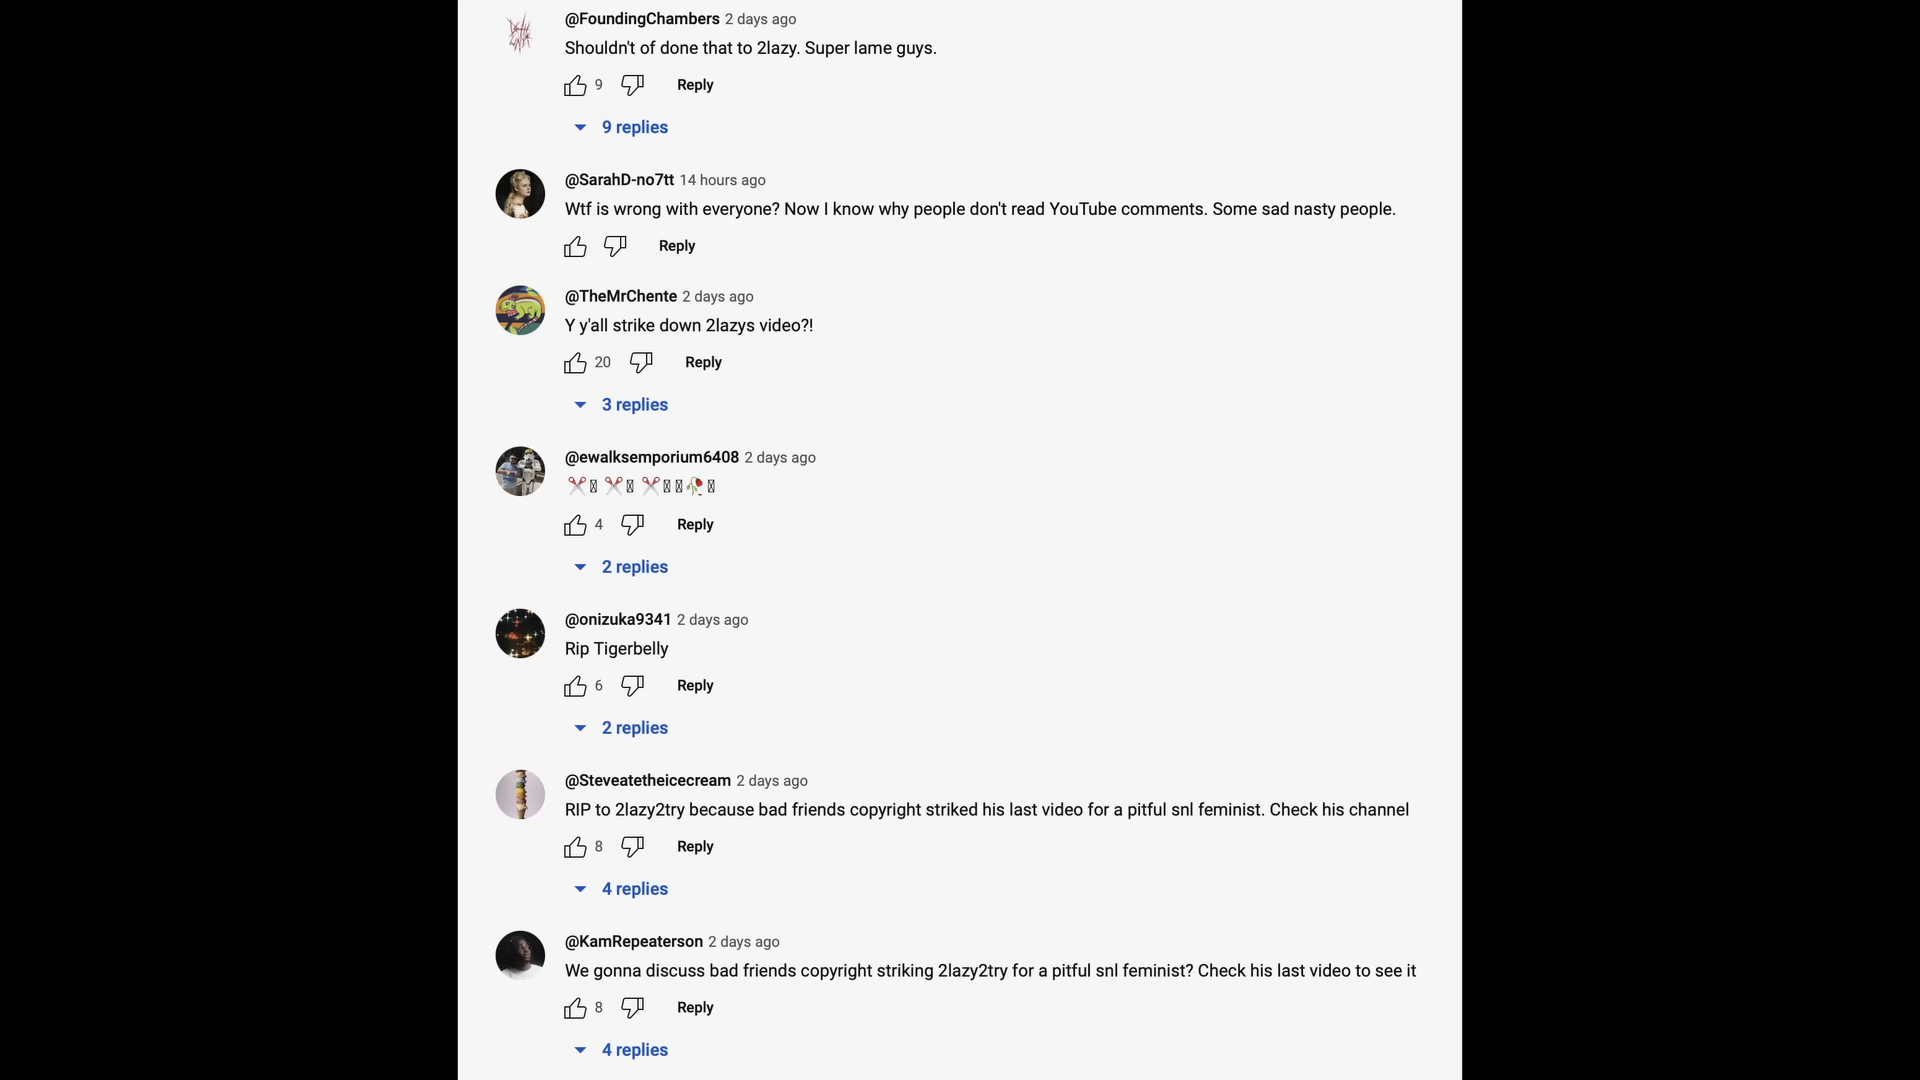 @FoundingChambers 2 days ago
Shouldn't of done that to 2lazy. Super lame guys.
9 Reply
9 replies
@SarahD-no7tt 14 hours ago
Wtf is wrong with everyone? Now I know why people don't read YouTube comments. Some sad nasty people.
Reply
@TheMrChente 2 days ago
Y y'all strike down 2lazys video?!
20 Reply
3 replies
@ewalksemporium6408 2 days ago
4 Reply
2 replies
@onizuka9341 2 days ago
Rip Tigerbelly
6 Reply
2 replies
@Steveatetheicecream 2 days ago
RIP to 2lazy2try because bad friends copyright striked his last video for a pitful snl feminist. Check his channel
8 Reply
4 replies
@KamRepeaterson 2 days ago
We gonna discuss bad friends copyright striking 2lazy2try for a pitful snl feminist? Check his last video to see it
8 Reply
4 replies